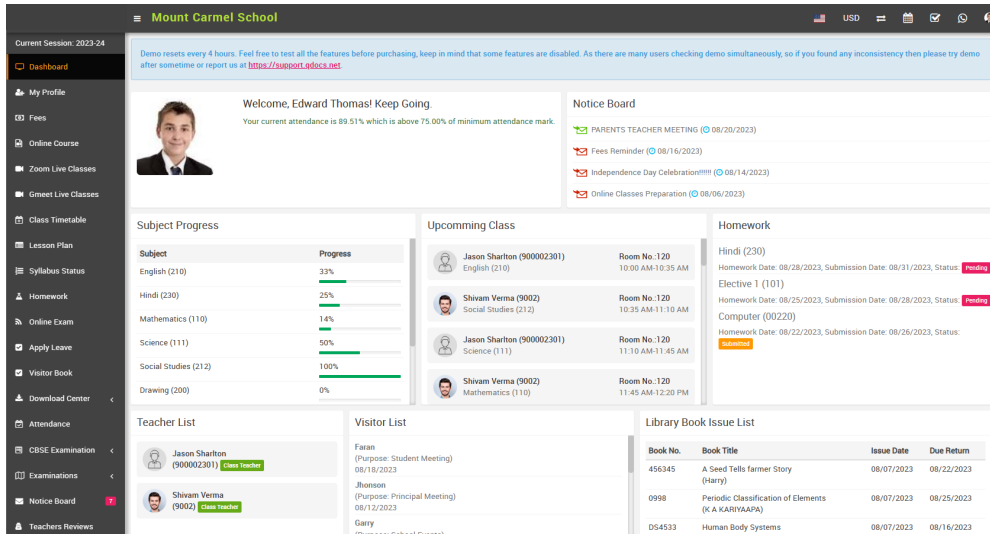 Mount Carmel School
USD
Current Session: 2023-24
Dashboard
My Profile
Fees
Online Course
Zoom Live Classes
Gmeet Live Classes
Class Timetable
Lesson Plan
Syllabus Status
Homework
Online Exam
Apply Leave
Visitor Book
Download Center
Attendance
CBSE Examination
Examinations
Notice Board 7
Teachers Reviews
Demo resets every 4 hours. Feel free to test all the features before purchasing, keep in mind that some features are disabled. As there are many users checking demo simultaneously, so if you found any inconsistency then please try demo
after sometime or report us at https://support.qdocs.net.
Welcome, Edward Thomas! Keep Going.
Your current attendance is 89.51% which is above 75.00% of minimum attendance mark.
Notice Board
PARENTS TEACHER MEETING (08/20/2023)
Fees Reminder (08/16/2023)
Independence Day Celebration!!!!!! (08/14/2023)
Online Classes Preparation (08/06/2023)
Subject Progress
Subject Progress
English (210) 33%
Hindi (230) 25%
Mathematics (110) 14%
Science (111) 50%
Social Studies (212) 100%
Drawing (200) 0%
Upcomming Class
Jason Sharlton (900002301) Room No.:120
English (210) 10:00 AM-10:35 AM
Shivam Verma (9002) Room No.:120
Social Studies (212) 10:35 AM-11:10 AM
Jason Sharlton (900002301) Room No.:120
Science (111) 11:10 AM-11:45 AM
Shivam Verma (9002) Room No.:120
Mathematics (110) 11:45 AM-12:20 PM
Homework
Hindi (230)
Homework Date: 08/28/2023, Submission Date: 08/31/2023, Status: Pending
Elective 1 (101)
Homework Date: 08/25/2023, Submission Date: 08/28/2023, Status: Pending
Computer (00220)
Homework Date: 08/22/2023, Submission Date: 08/26/2023, Status:
Submitted
Teacher List
Jason Sharlton
(900002301) Class Teacher
Shivam Verma
(9002) Class Teacher
Visitor List
Faran
(Purpose: Student Meeting)
08/18/2023
Jhonson
(Purpose: Principal Meeting)
08/12/2023
Garry
(Purpose: School Events)
Library Book Issue List
Book No. Book Title Issue Date Due Return
456345 A Seed Tells farmer Story 08/07/2023 08/22/2023
(Harry)
0998 Periodic Classification of Elements 08/07/2023 08/25/2023
(K A KARIYAAPA)
DS4533 Human Body Systems 08/07/2023 08/16/2023